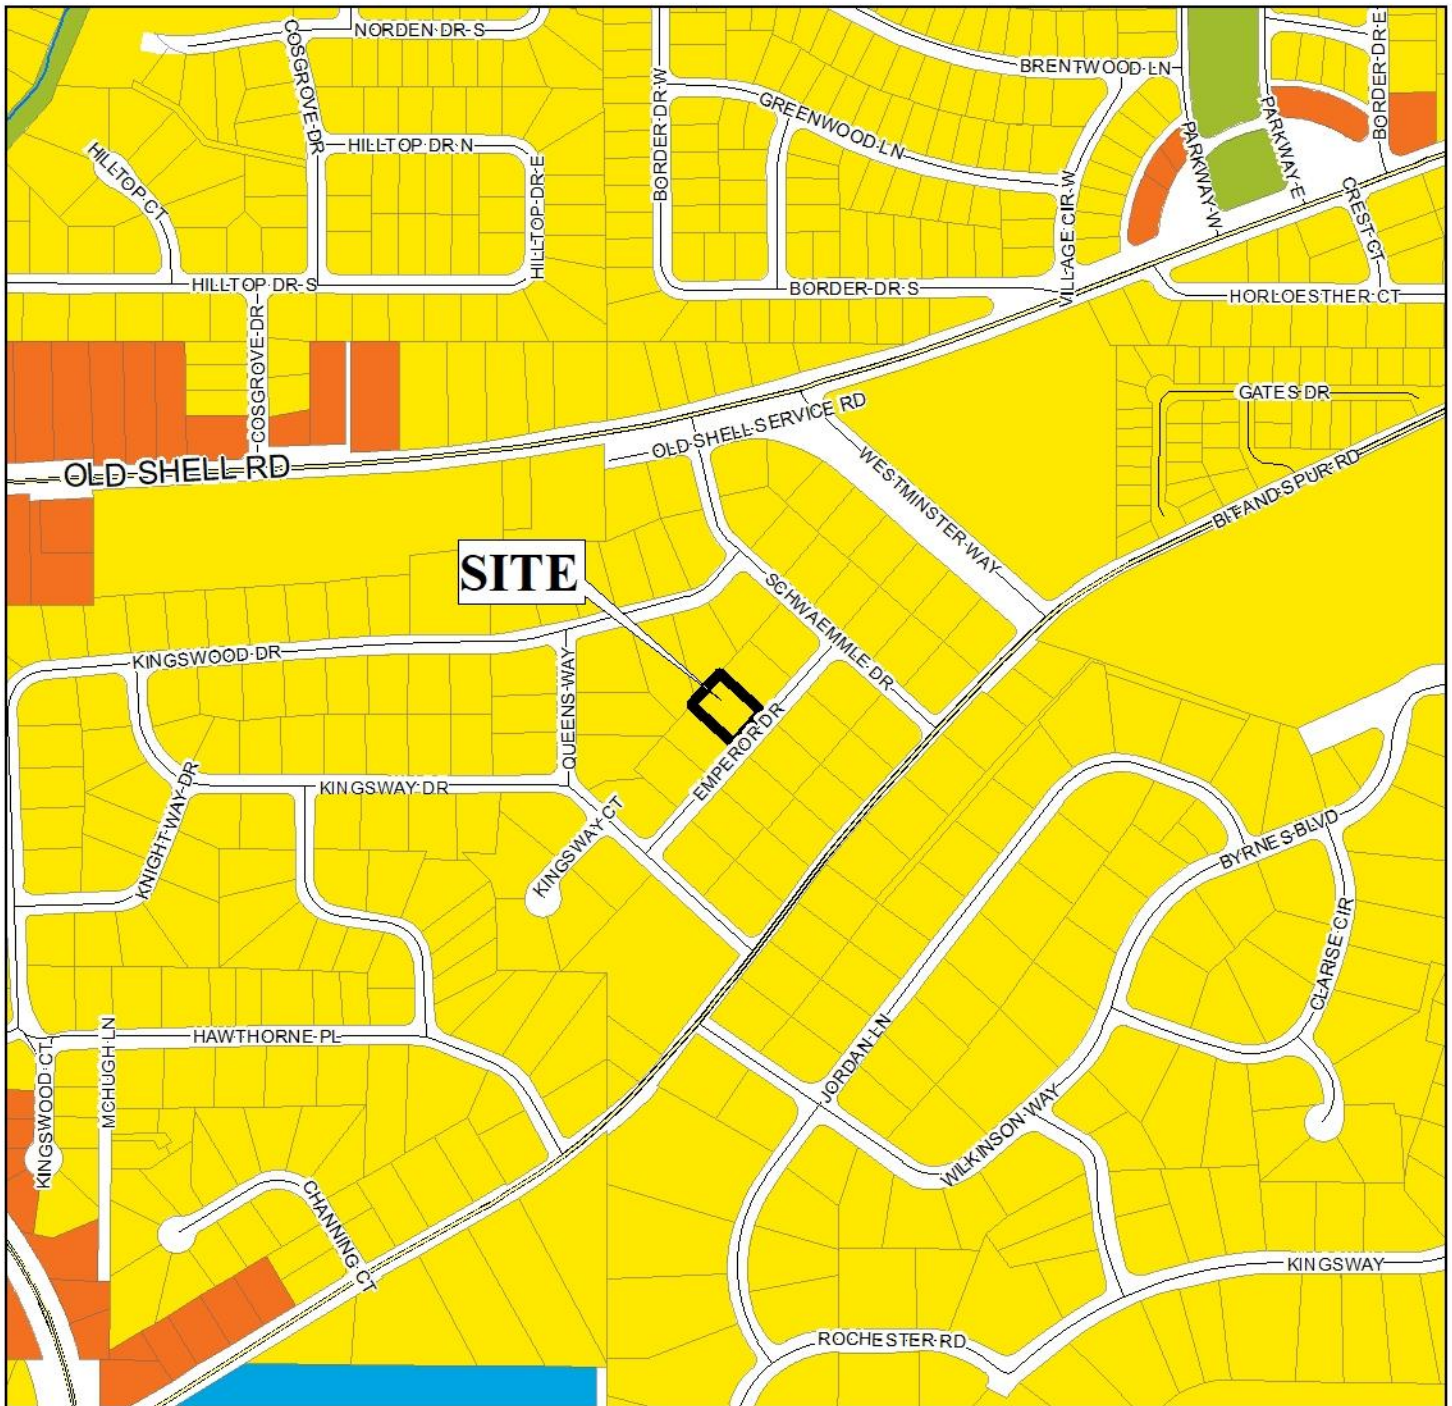 NORDEN DR S
COSGROVE DR
BORDER DR W
BRENTWOOD LN
BORDER DR E
GREENWOOD LN
PARKWAY W
PARKWAY E
HILLTOP DR N
HILLTOP CT
HILLTOP DR E
VILLAGE CIR W
CREST CT
HILLTOP DR S
BORDER DR S
HORLOESTHER CT
COSGROVE DR
GATES DR
OLD SHELL SERVICE RD
OLD SHELL RD
WESTMINSTER WAY
BIT AND SPUR RD
SITE
SCHWAEMMLE DR
KINGSWOOD DR
QUEENS WAY
EMPEROR DR
KINGSWAY DR
KNIGHT WAY DR
KINGSWAY CT
BYRNES BLVD
CLARISE CIR
HAWTHORNE PL
KINGSWOOD CT
MCHUGH LN
JORDAN LN
WILKINSON WAY
CHANNING CT
KINGSWAY
ROCHESTER RD